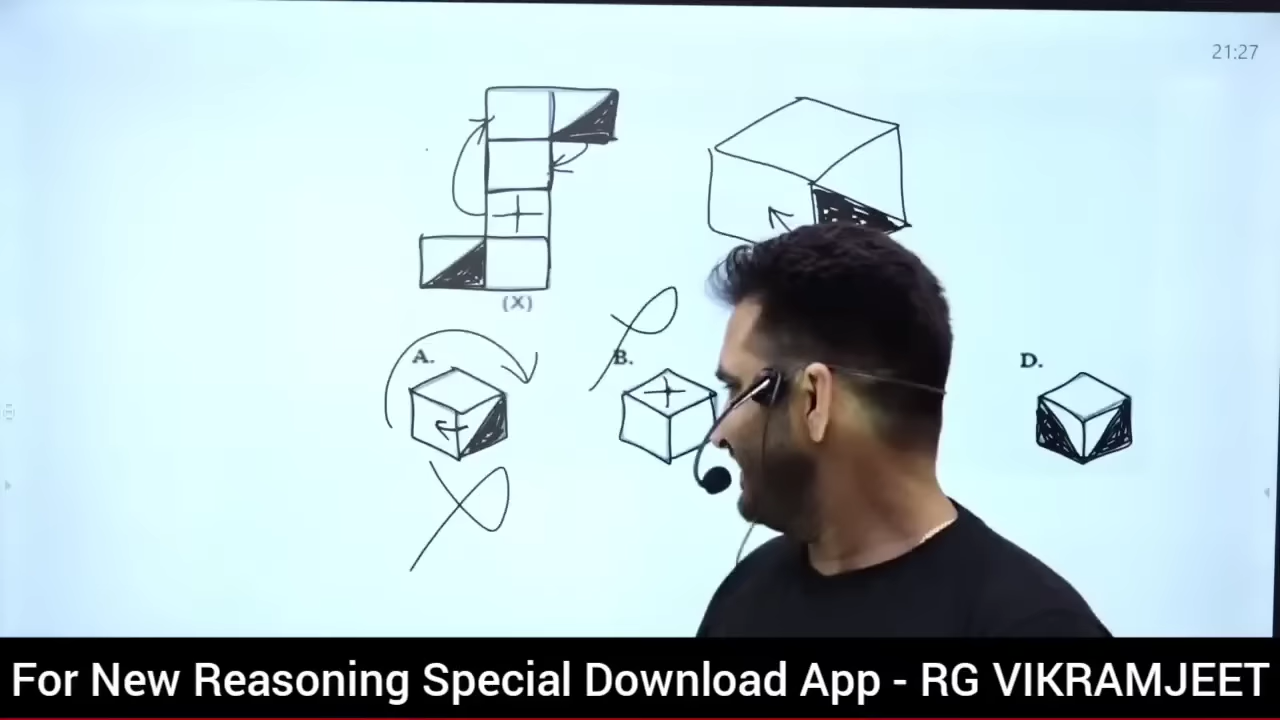 21:27
(X)
A.
B.
D.
For New Reasoning Special Download App - RG VIKRAMJEET